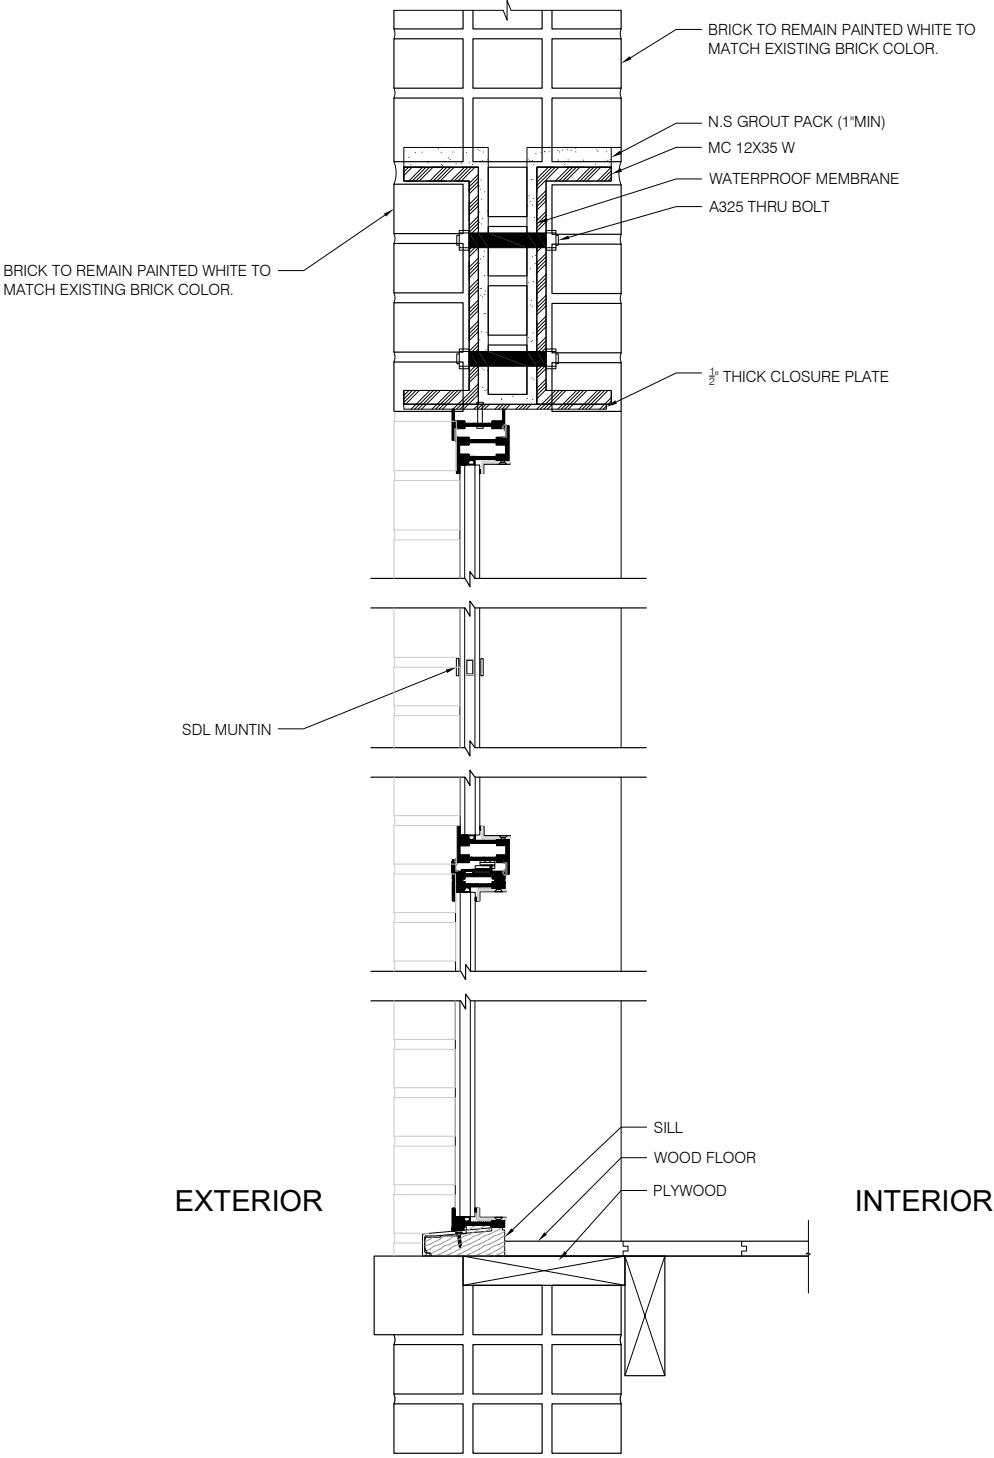 BRICK TO REMAIN PAINTED WHITE TO
MATCH EXISTING BRICK COLOR.
N.S GROUT PACK (1"MIN)
MC 12X35 W
WATERPROOF MEMBRANE
A325 THRU BOLT
BRICK TO REMAIN PAINTED WHITE TO
MATCH EXISTING BRICK COLOR.
1/2" THICK CLOSURE PLATE
SDL MUNTIN
SILL
WOOD FLOOR
PLYWOOD
EXTERIOR
INTERIOR